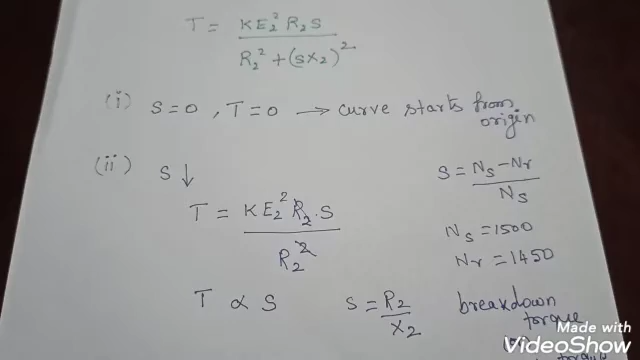 T = KE₂² R₂ S / R₂² + (sX₂)²
(i) S=0, T=0 → curve starts from origin
(ii) S↓
S = Ns - Nr / Ns
T = KE₂² R₂ . S / R₂²
Ns = 1500
Nr = 1450
T ∝ S
S = R₂ / X₂
breakdown torque
Made with
VideoShow